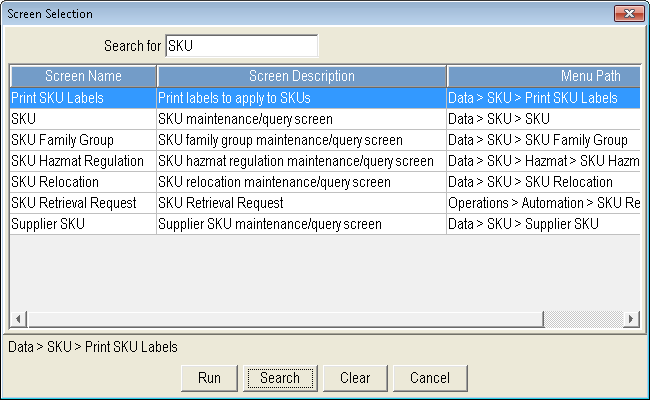 Screen Selection
Search for SKU
Screen Name Screen Description Menu Path
Print SKU Labels Print labels to apply to SKUs Data > SKU > Print SKU Labels
SKU SKU maintenance/query screen Data > SKU > SKU
SKU Family Group SKU family group maintenance/query screen Data > SKU > SKU Family Group
SKU Hazmat Regulation SKU hazmat regulation maintenance/query screen Data > SKU > Hazmat > SKU Hazm
SKU Relocation SKU relocation maintenance/query screen Data > SKU > SKU Relocation
SKU Retrieval Request SKU Retrieval Request Operations > Automation > SKU Re
Supplier SKU Supplier SKU maintenance/query screen Data > SKU > Supplier SKU
Data > SKU > Print SKU Labels
Run Search Clear Cancel